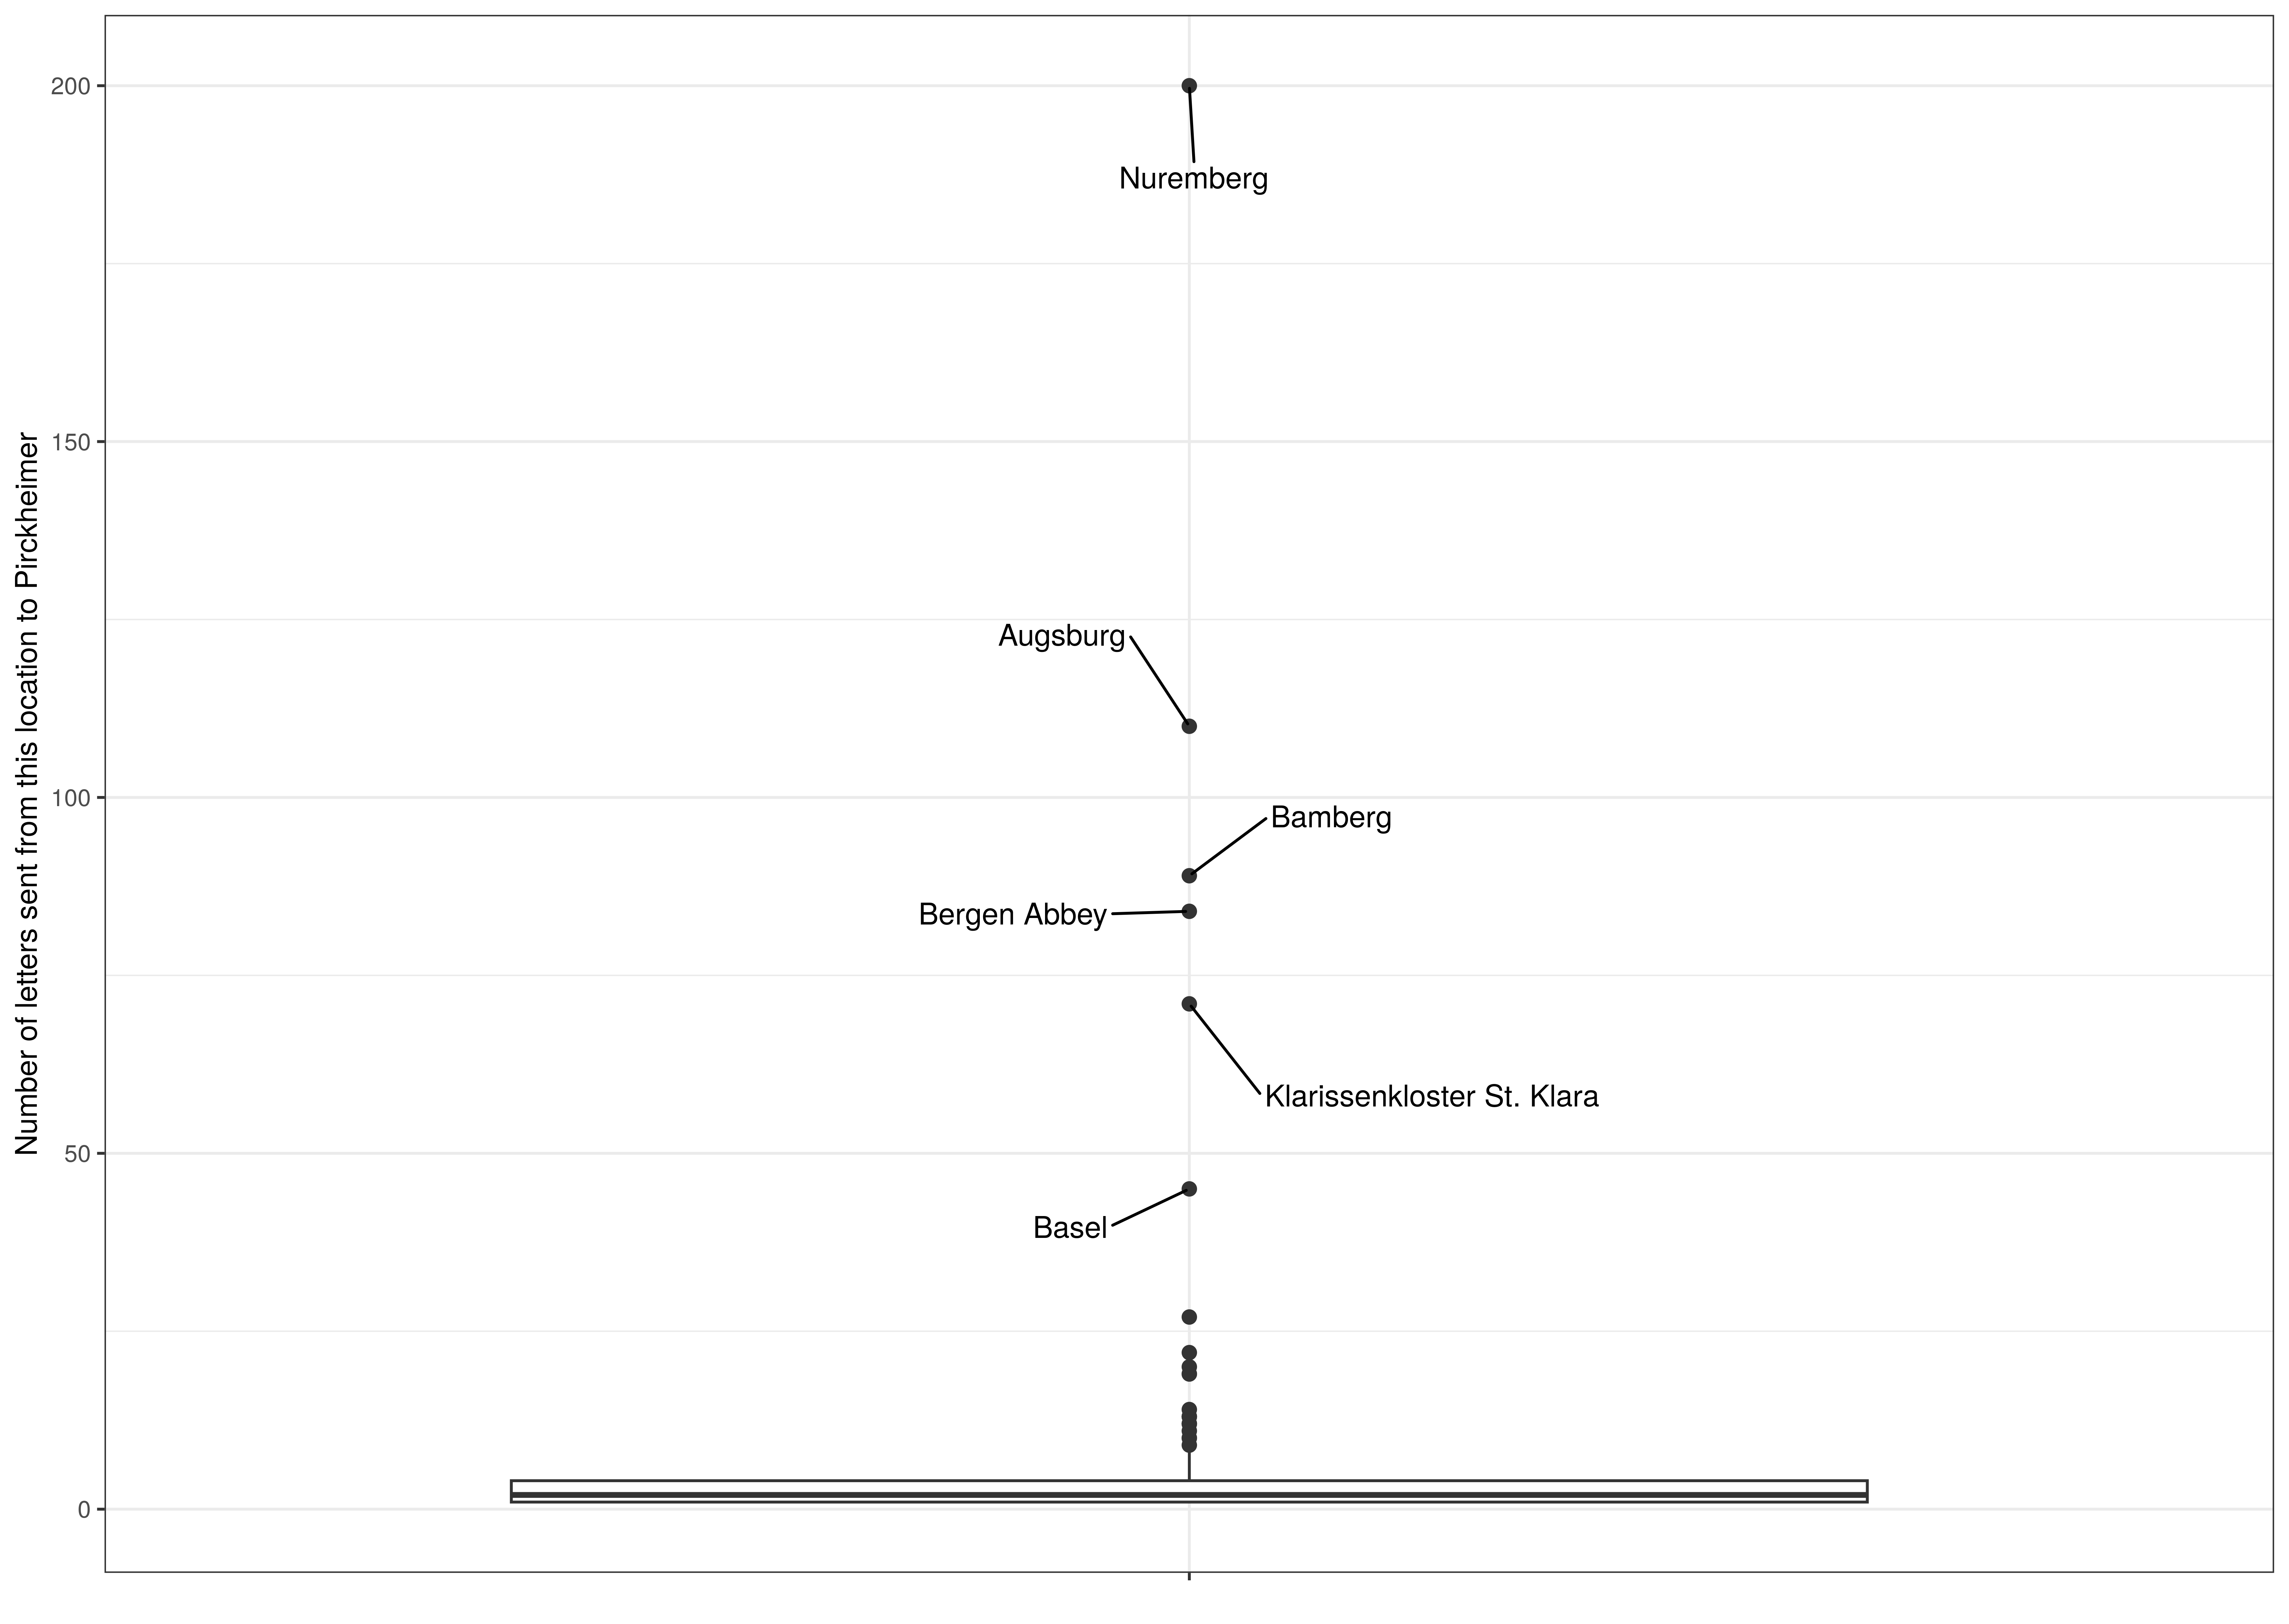 Number of letters sent from this location to Pirckheimer
200
150
100
50
0
Nuremberg
Augsburg
Bamberg
Bergen Abbey
Klarissenkloster St. Klara
Basel